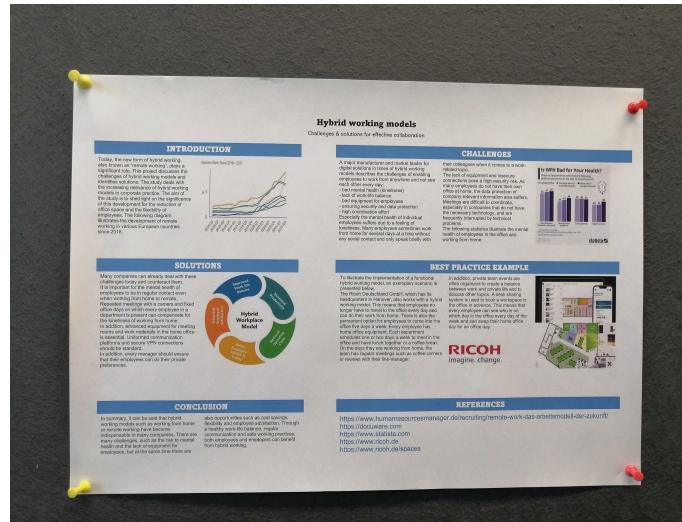 Hybrid working models
Challenges & solutions for effective collaboration
INTRODUCTION
Today, the new form of hybrid working,
also known as "remote working", plays a
significant role. This project discusses the
challenges of hybrid working models and
identifies solutions. The study deals with
the increasing relevance of hybrid working
models in corporate practice. The aim of
the study is to shed light on the significance
of this development for the reduction of
office space and the flexibility of
employees. The following diagram
illustrates the development of remote
working in various European countries
since 2018.
SOLUTIONS
Many companies can already deal with these
challenges today and counteract them.
It is important for the mental health of
employees to be in regular contact even
when working from home or remote.
Repeated meetings with a camera and fixed
office days on which every employee in a
department is present can compensate for
the loneliness of working from home.
In addition, advanced equipment for meeting
rooms and work materials in the home office
is essential. Uniformed communication
platforms and secure VPN connections
should be standard.
In addition, every manager should ensure
that their employees can do their private
preferences.
Hybrid
Workplace
Model
CONCLUSION
In summary, it can be said that hybrid
working models such as working from home
or remote working have become
indispensable in many companies. There are
many challenges, such as the risk to mental
health and the lack of equipment for
employees, but at the same time there are
also opportunities such as cost savings,
flexibility and employee satisfaction. Through
a healthy work-life balance, regular
communication and safe working practices,
both employees and employers can benefit
from hybrid working.
CHALLENGES
A major manufacturer and market leader for
digital solutions in times of hybrid working
models describes the challenges of enabling
employees to work from anywhere and not see
each other every day:
- bad mental health (loneliness)
- lack of work-life balance
- bad equipment for employees
- ensuring security and data protection
- high coordination effort
Especially the mental health of individual
employees suffers due to a feeling of
loneliness. Many employees sometimes work
from home for several days at a time without
any social contact and only speak briefly with
their colleagues when it comes to a work-
related topic.
The lack of equipment and insecure
connections pose a high security risk. As
many employees do not have their own
office at home, the data protection of
company relevant information also suffers.
Meetings are difficult to coordinate,
especially in companies that do not have
the necessary technology, and are
frequently interrupted by technical
problems.
The following statistics illustrate the mental
health of employees in the office and
working from home:
Is WFH Bad for Your Health?
statista
BEST PRACTICE EXAMPLE
To illustrate the implementation of a functional
hybrid working model, an exemplary scenario is
presented below.
The Ricoh Deutschland GmbH, which has its
headquarters in Hanover, also works with a hybrid
working model. This means that employees no
longer have to travel to the office every day and
can do their work from home. There is also the
permanent option for employees to come into the
office five days a week. Every employee has
home office equipment. Each department
schedules one or two days a week to meet in the
office and have lunch together or a coffee break.
On the days they are working from home, the
team has regular meetings such as coffee corners
or reviews with their line-manager.
In addition, private team events are
often organized to create a balance
between work and private life and to
discuss other topics. A desk sharing
system is used to book a workspace in
the office in advance. This means that
every employee can see who is on
which day in the office every day of the
week and can swap their home office
day for an office day.
RICOH
imagine. change.
REFERENCES
https://www.humanresourcesmanager.de/recruiting/remote-work-das-arbeitsmodell-der-zukunft/
https://docuware.com
https://www.statista.com
https://www.ricoh.de
https://www.ricoh.de/spaces